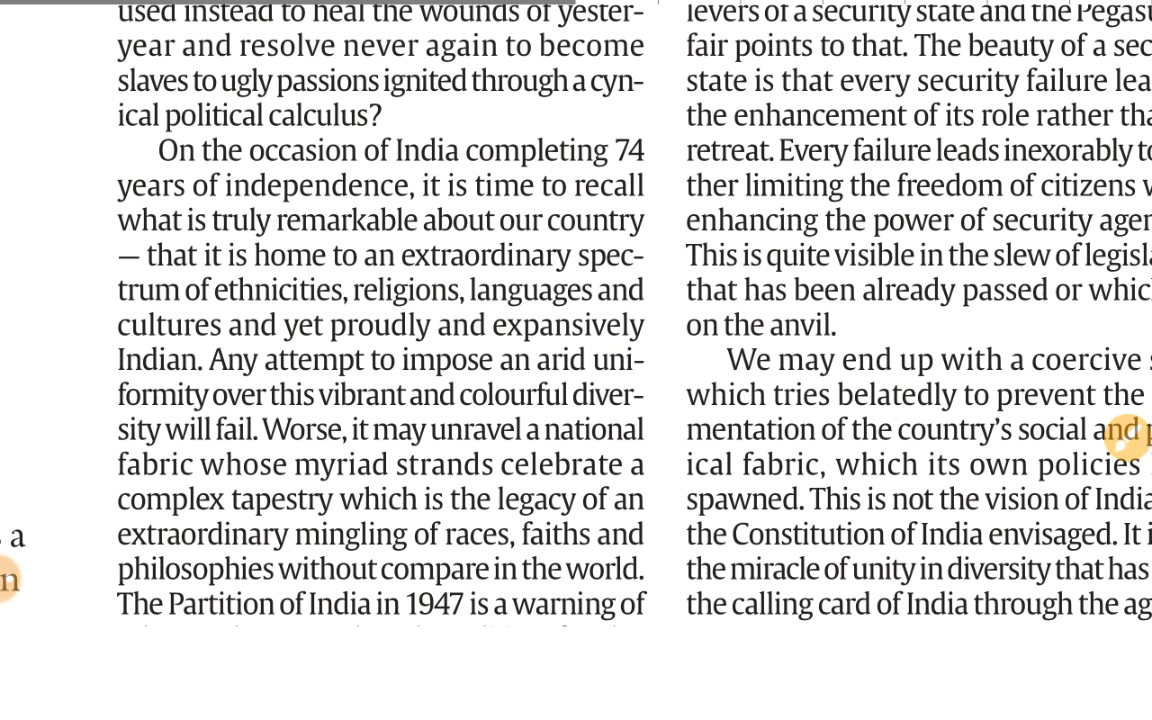 used instead to heal the wounds of yester-
year and resolve never again to become
slaves to ugly passions ignited through a cyn-
ical political calculus?
On the occasion of India completing 74
years of independence, it is time to recall
what is truly remarkable about our country
— that it is home to an extraordinary spec-
trum of ethnicities, religions, languages and
cultures and yet proudly and expansively
Indian. Any attempt to impose an arid uni-
formity over this vibrant and colourful diver-
sity will fail. Worse, it may unravel a national
fabric whose myriad strands celebrate a
complex tapestry which is the legacy of an
extraordinary mingling of races, faiths and
philosophies without compare in the world.
The Partition of India in 1947 is a warning of
levers of a security state and the
fair points to that. The beauty of a
state is that every security failure
the enhancement of its role rather
retreat. Every failure leads inexorably
ther limiting the freedom of citizens
enhancing the power of security
This is quite visible in the slew of
that has been already passed or
on the anvil.
We may end up with a coercive
which tries belatedly to prevent the
mentation of the country's social and
ical fabric, which its own policies
spawned. This is not the vision of
the Constitution of India envisaged. It
the miracle of unity in diversity that has
the calling card of India through the
a